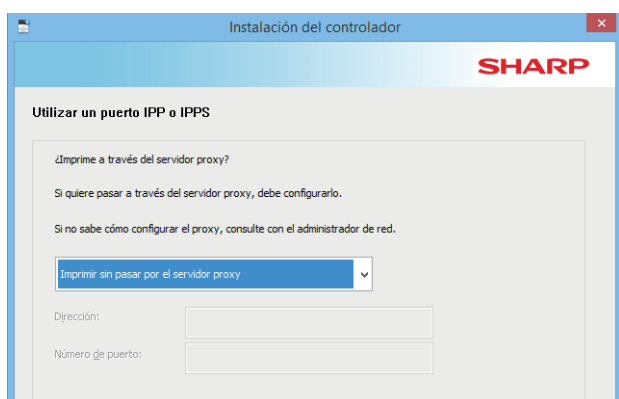 Instalación del controlador
SHARP
Utilizar un puerto IPP o IPPS
¿Imprime a través del servidor proxy?
Si quiere pasar a través del servidor proxy, debe configurarlo.
Si no sabe cómo configurar el proxy, consulte con el administrador de red.
Imprimir sin pasar por el servidor proxy
Dirección:
Número de puerto: